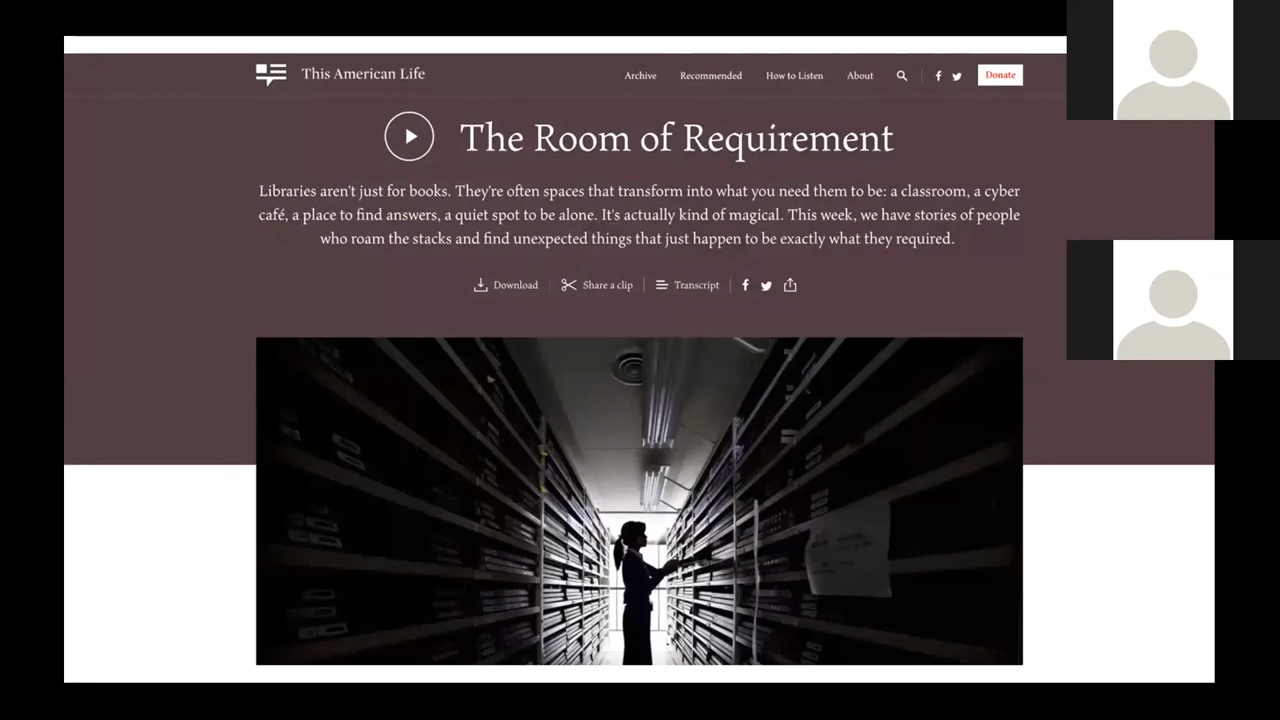 This American Life
Archive Recommended How to Listen About Donate
The Room of Requirement
Libraries aren't just for books. They're often spaces that transform into what you need them to be: a classroom, a cyber
café, a place to find answers, a quiet spot to be alone. It's actually kind of magical. This week, we have stories of people
who roam the stacks and find unexpected things that just happen to be exactly what they required.
Download Share a clip Transcript